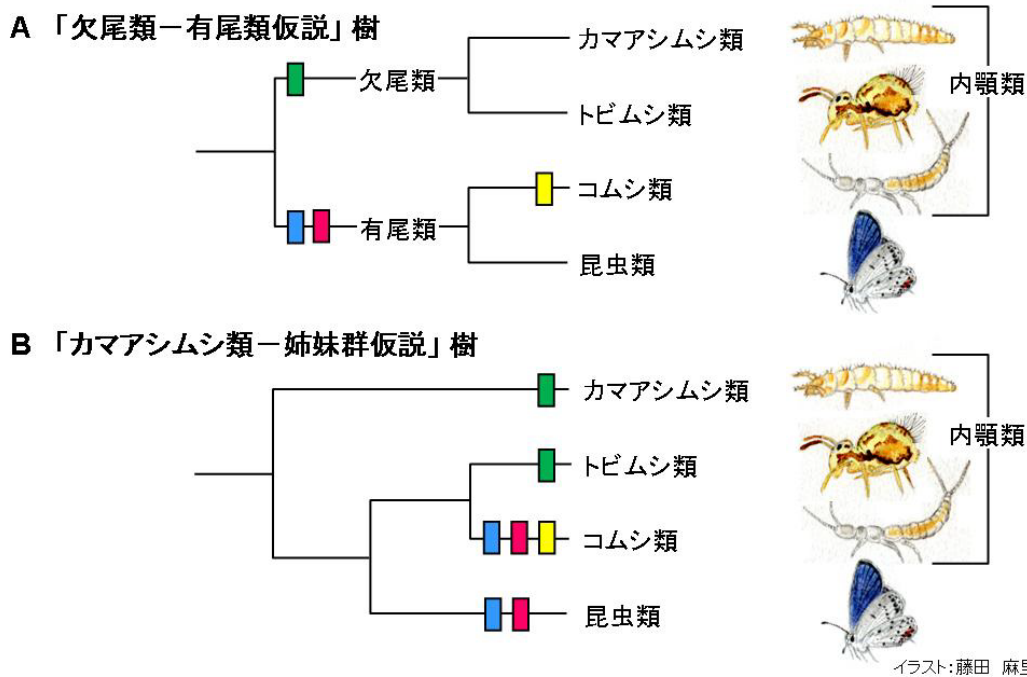 A 「欠尾類－有尾類仮説」樹
カマアシムシ類
欠尾類
トビムシ類
コムシ類
有尾類
昆虫類
内顎類
B 「カマアシムシ類－姉妹群仮説」樹
カマアシムシ類
トビムシ類
コムシ類
昆虫類
内顎類
イラスト：藤田 麻里